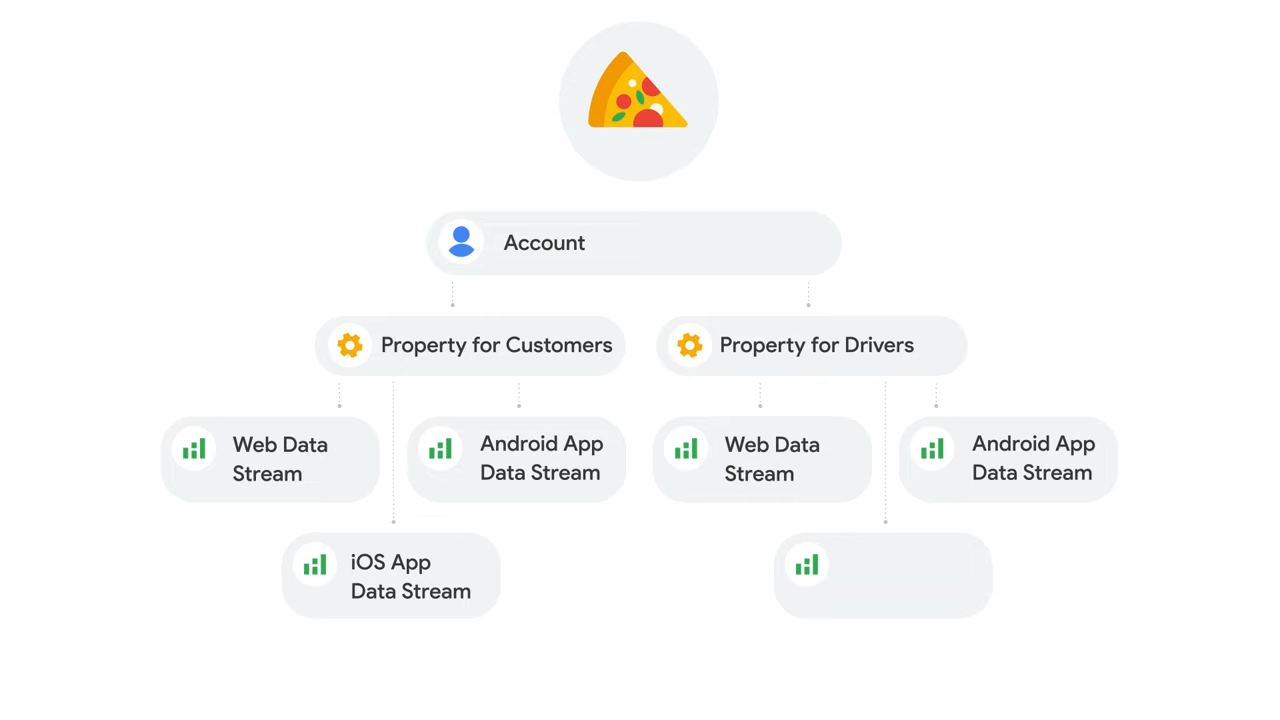 Account
Property for Customers
Property for Drivers
Web Data
Stream
Android App
Data Stream
Web Data
Stream
Android App
Data Stream
iOS App
Data Stream